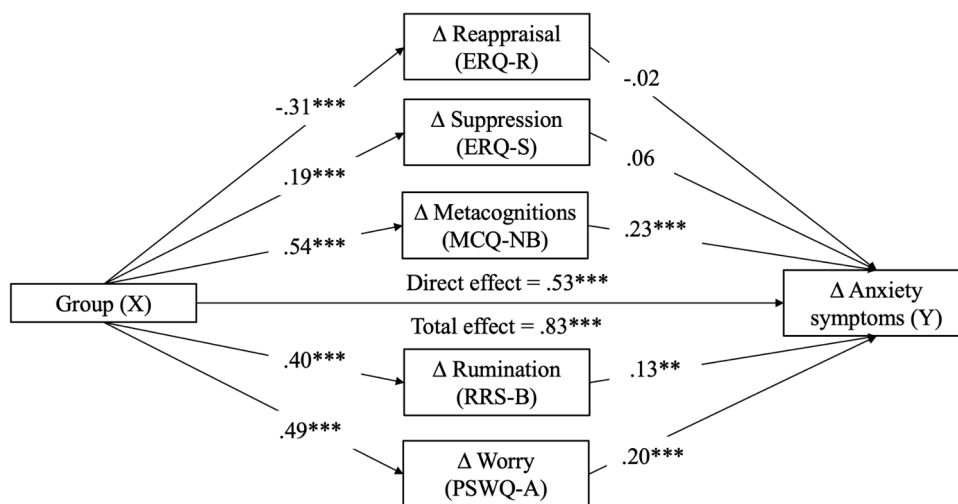 Δ Reappraisal
(ERQ-R)
-.31***
-.02
Δ Suppression
(ERQ-S)
.19***
.06
Δ Metacognitions
(MCQ-NB)
.54***
.23***
Direct effect = .53***
Group (X)
Δ Anxiety
symptoms (Y)
Total effect = .83***
.40***
Δ Rumination
(RRS-B)
.13**
.49***
Δ Worry
(PSWQ-A)
.20***